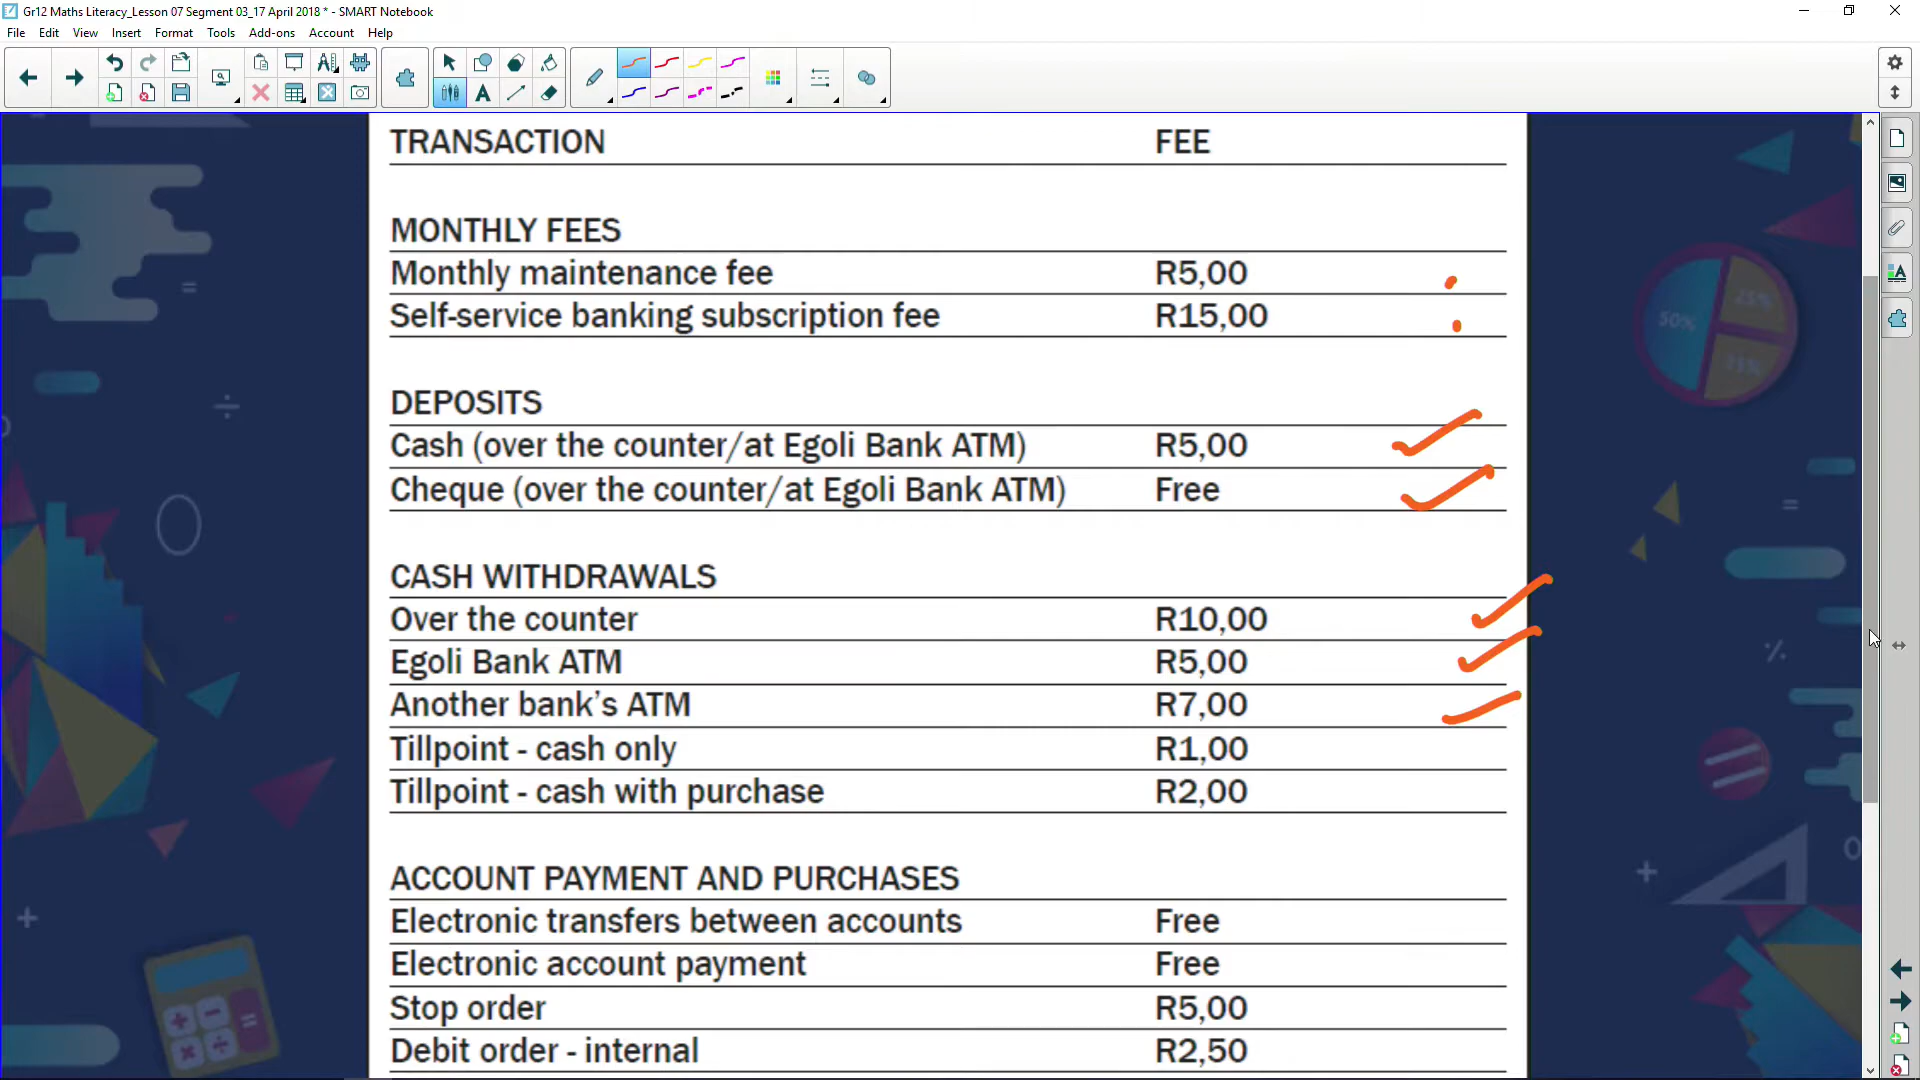 Gr12 Maths Literacy_Lesson 07 Segment 03_17 April 2018 * - SMART Notebook
File Edit View Insert Format Tools Add-ons Account Help
TRANSACTION FEE
MONTHLY FEES
Monthly maintenance fee R5,00
Self-service banking subscription fee R15,00
DEPOSITS
Cash (over the counter/at Egoli Bank ATM) R5,00
Cheque (over the counter/at Egoli Bank ATM) Free
CASH WITHDRAWALS
Over the counter R10,00
Egoli Bank ATM R5,00
Another bank’s ATM R7,00
Tillpoint - cash only R1,00
Tillpoint - cash with purchase R2,00
ACCOUNT PAYMENT AND PURCHASES
Electronic transfers between accounts Free
Electronic account payment Free
Stop order R5,00
Debit order - internal R2,50
50%
25%